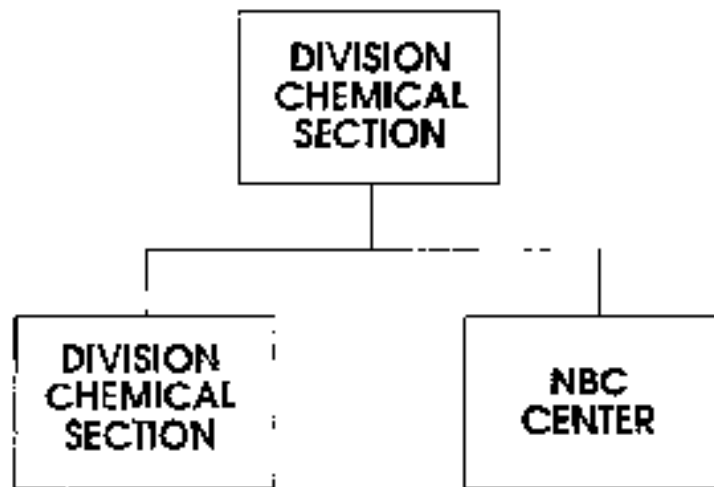 DIVISION
CHEMICAL
SECTION
DIVISION
CHEMICAL
SECTION
NBC
CENTER